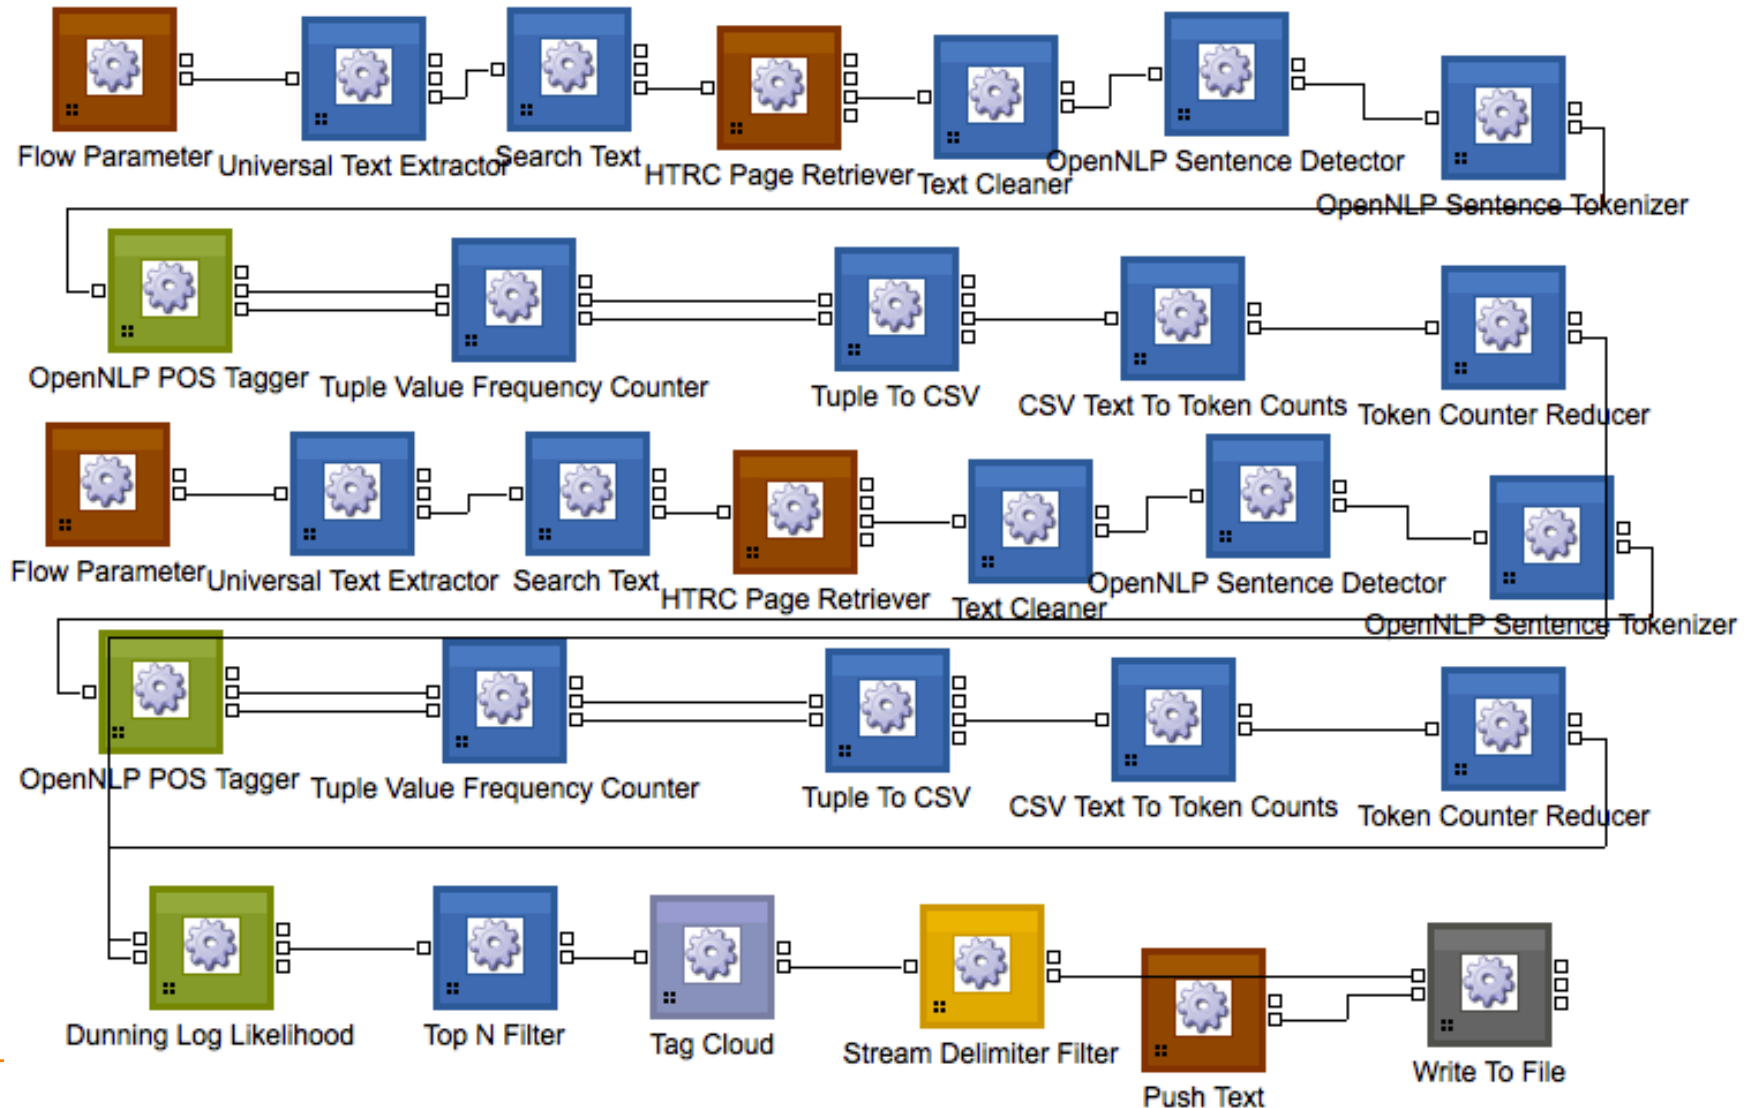 Flow Parameter
Universal Text Extractor
Search Text
HTRC Page Retriever
Text Cleaner
OpenNLP Sentence Detector
OpenNLP Sentence Tokenizer
OpenNLP POS Tagger
Tuple Value Frequency Counter
Tuple To CSV
CSV Text To Token Counts
Token Counter Reducer
Flow Parameter
Universal Text Extractor
Search Text
HTRC Page Retriever
Text Cleaner
OpenNLP Sentence Detector
OpenNLP Sentence Tokenizer
OpenNLP POS Tagger
Tuple Value Frequency Counter
Tuple To CSV
CSV Text To Token Counts
Token Counter Reducer
Dunning Log Likelihood
Top N Filter
Tag Cloud
Stream Delimiter Filter
Push Text
Write To File